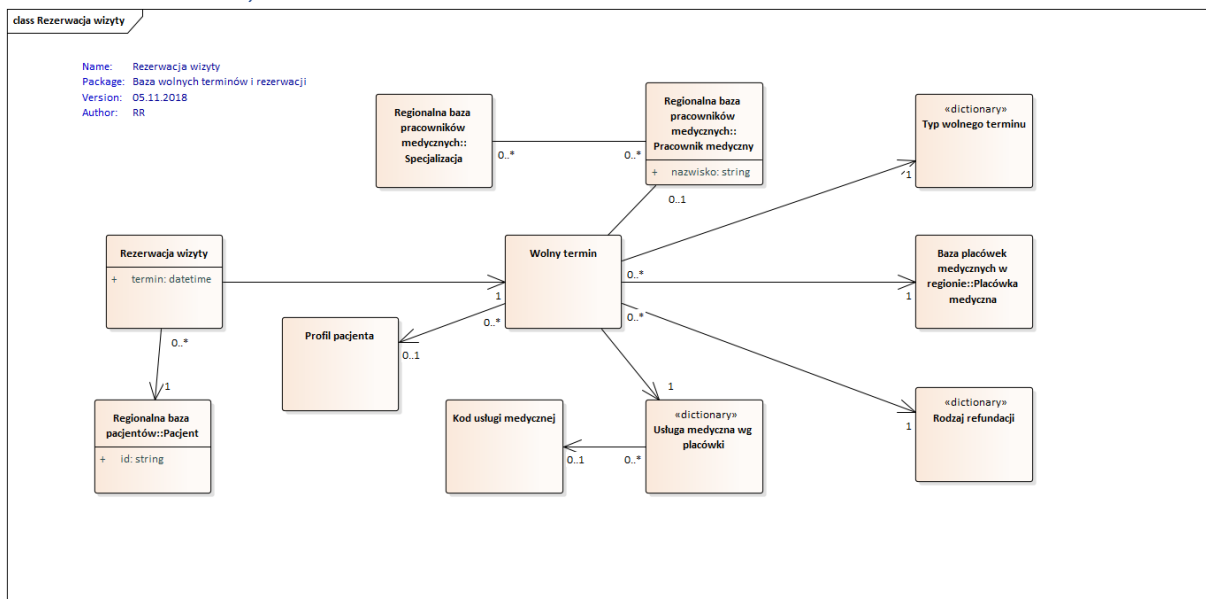 class Rezerwacja wizyty
Name: Rezerwacja wizyty
Package: Baza wolnych terminów i rezerwacji
Version: 05.11.2018
Author: RR
Regionalna baza
pracowników
medycznych::
Specjalizacja
0..*
0..*
Regionalna baza
pracowników
medycznych::
Pracownik medyczny
+ nazwisko: string
0..1
«dictionary»
Typ wolnego terminu
1
Rezerwacja wizyty
+ termin: datetime
0..*
1
Wolny termin
0..*
0..*
0..*
1
Baza placówek
medycznych w
regionie::Placówka
medyczna
1
Profil pacjenta
0..1
Regionalna baza
pacjentów::Pacjent
+ id: string
Kod usługi medycznej
0..1
0..*
1
«dictionary»
Usługa medyczna wg
placówki
«dictionary»
Rodzaj refundacji
1